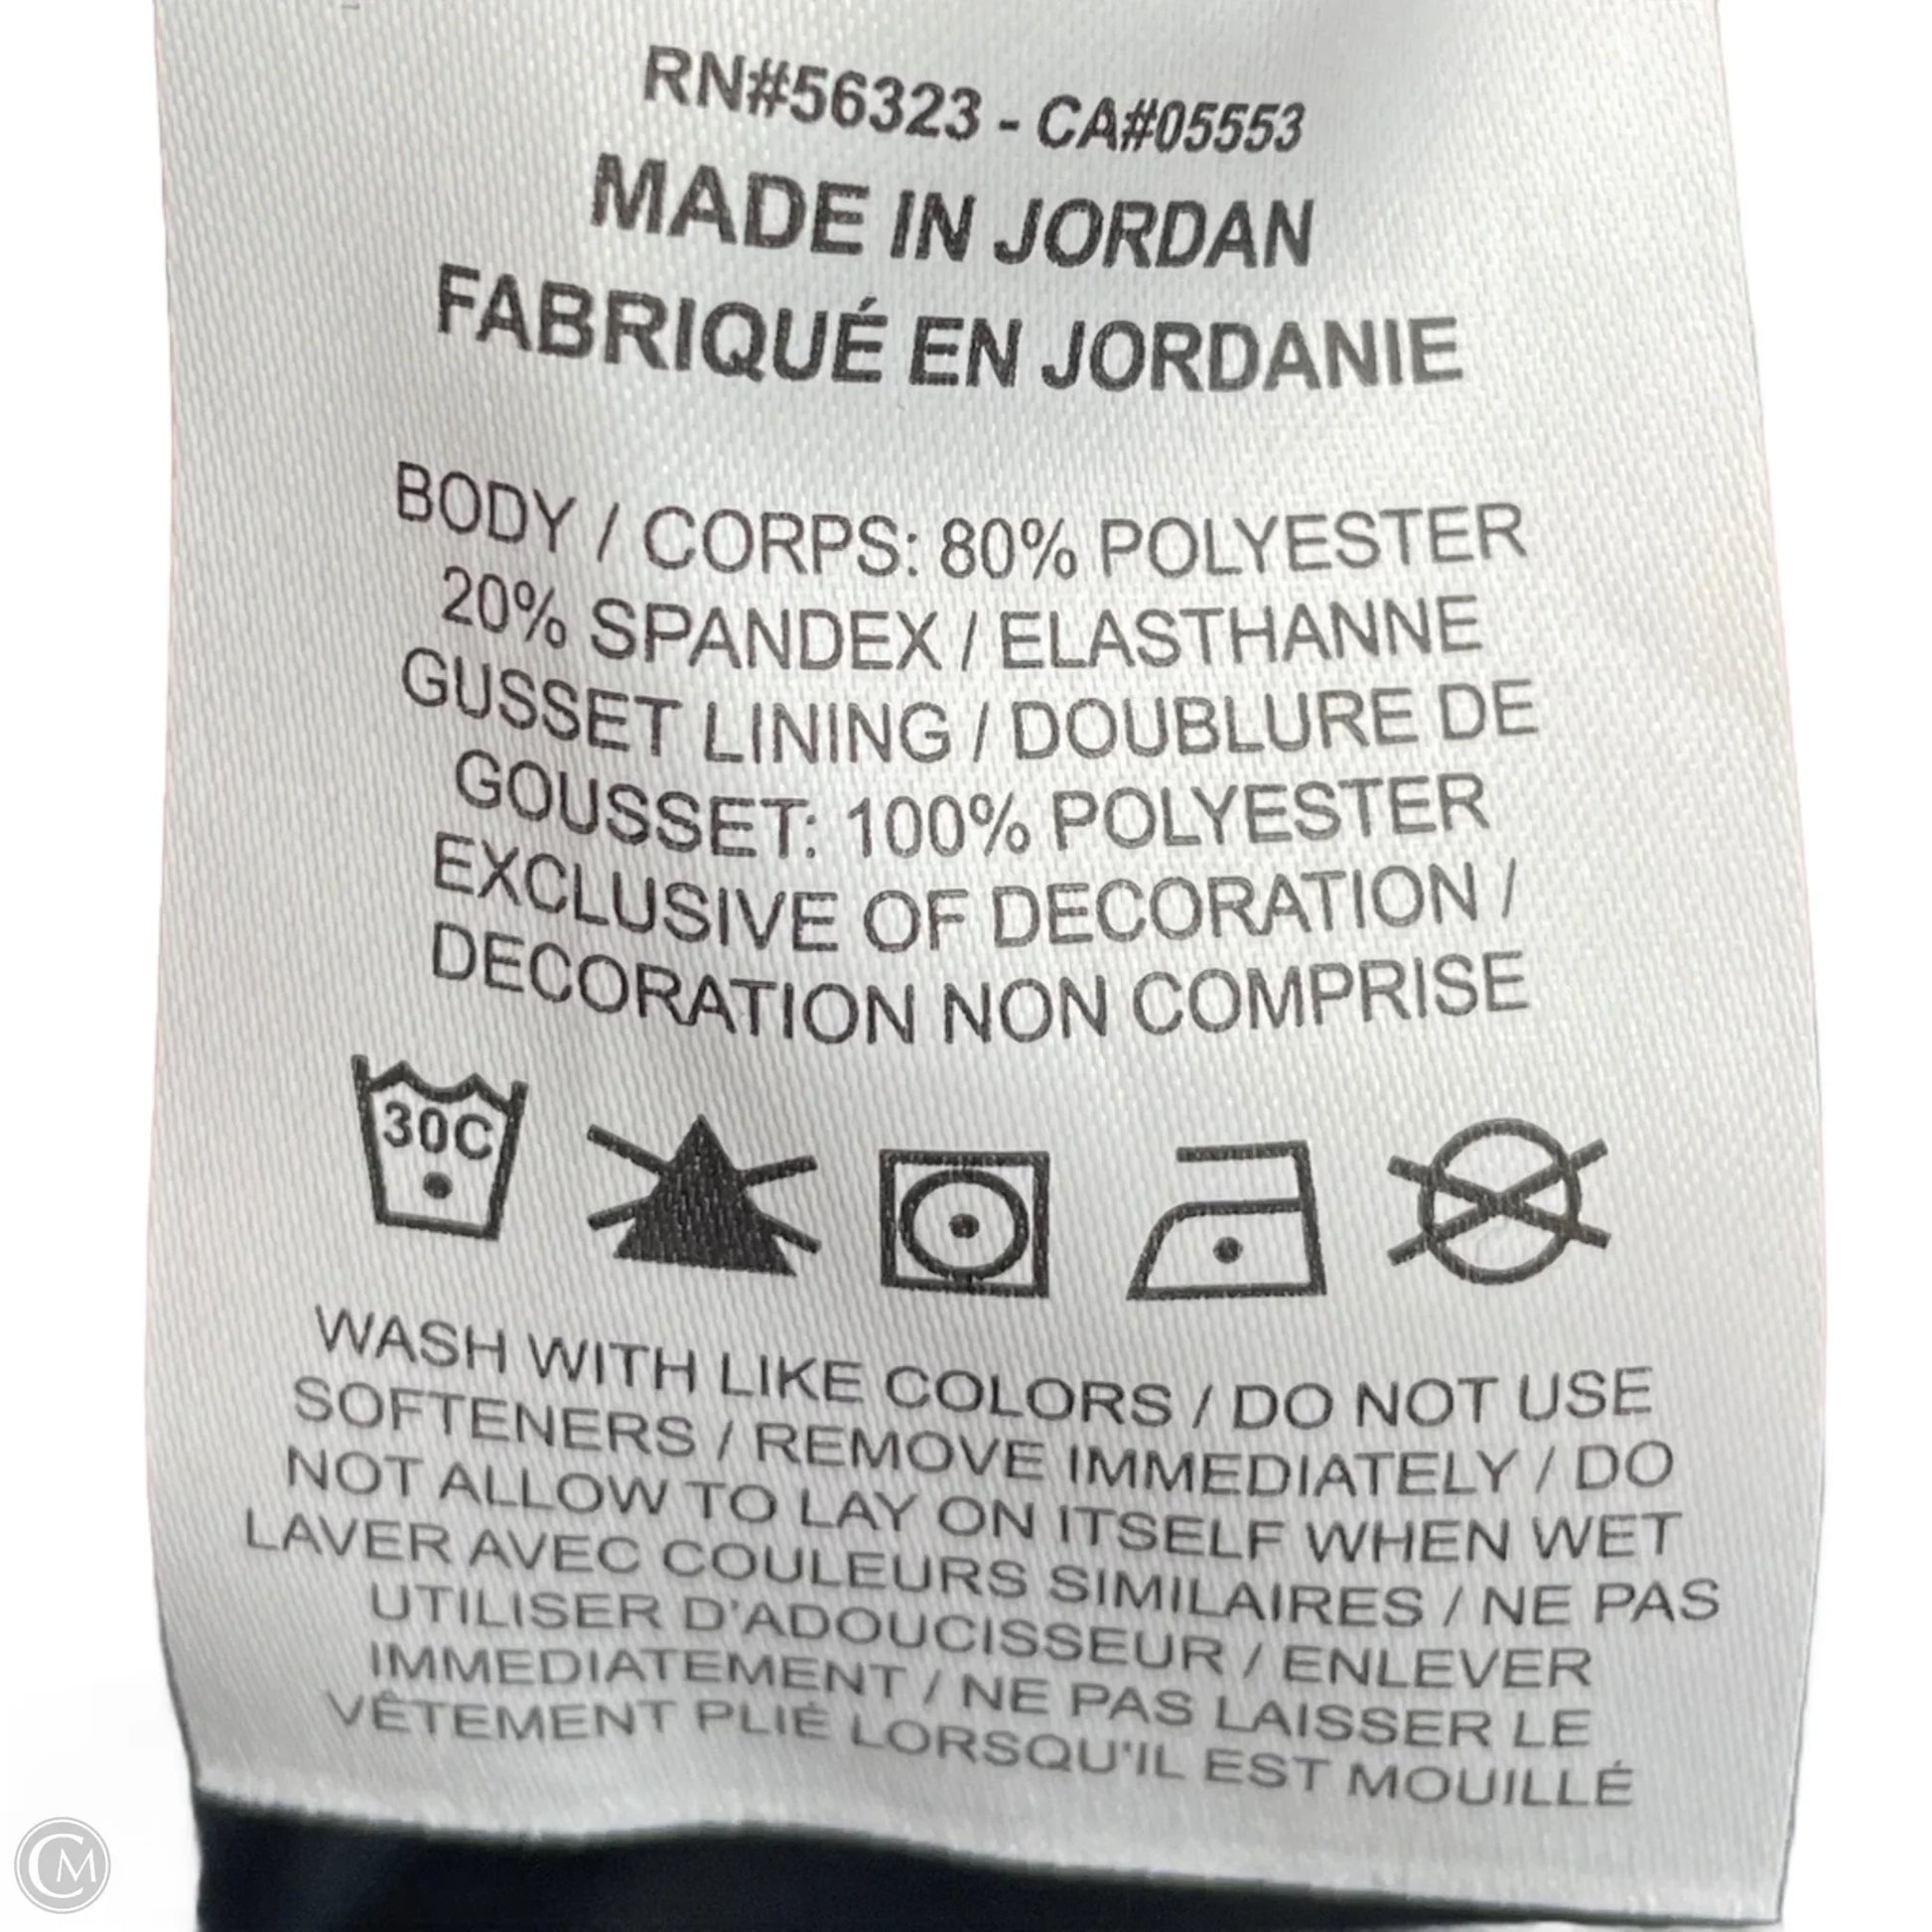 RN#56323 - CA#05553
MADE IN JORDAN
FABRIQUÉ EN JORDANIE
BODY / CORPS: 80% POLYESTER
20% SPANDEX / ELASTHANNE
GUSSET LINING / DOUBLURE DE
GOUSSET: 100% POLYESTER
EXCLUSIVE OF DECORATION /
DECORATION NON COMPRISE
30C
WASH WITH LIKE COLORS / DO NOT USE
SOFTENERS / REMOVE IMMEDIATELY / DO
NOT ALLOW TO LAY ON ITSELF WHEN WET
LAVER AVEC COULEURS SIMILAIRES / NE PAS
UTILISER D'ADOUCISSEUR / ENLEVER
IMMEDIATEMENT / NE PAS LAISSER LE
VÊTEMENT PLIÉ LORSQU'IL EST MOUILLÉ
CM